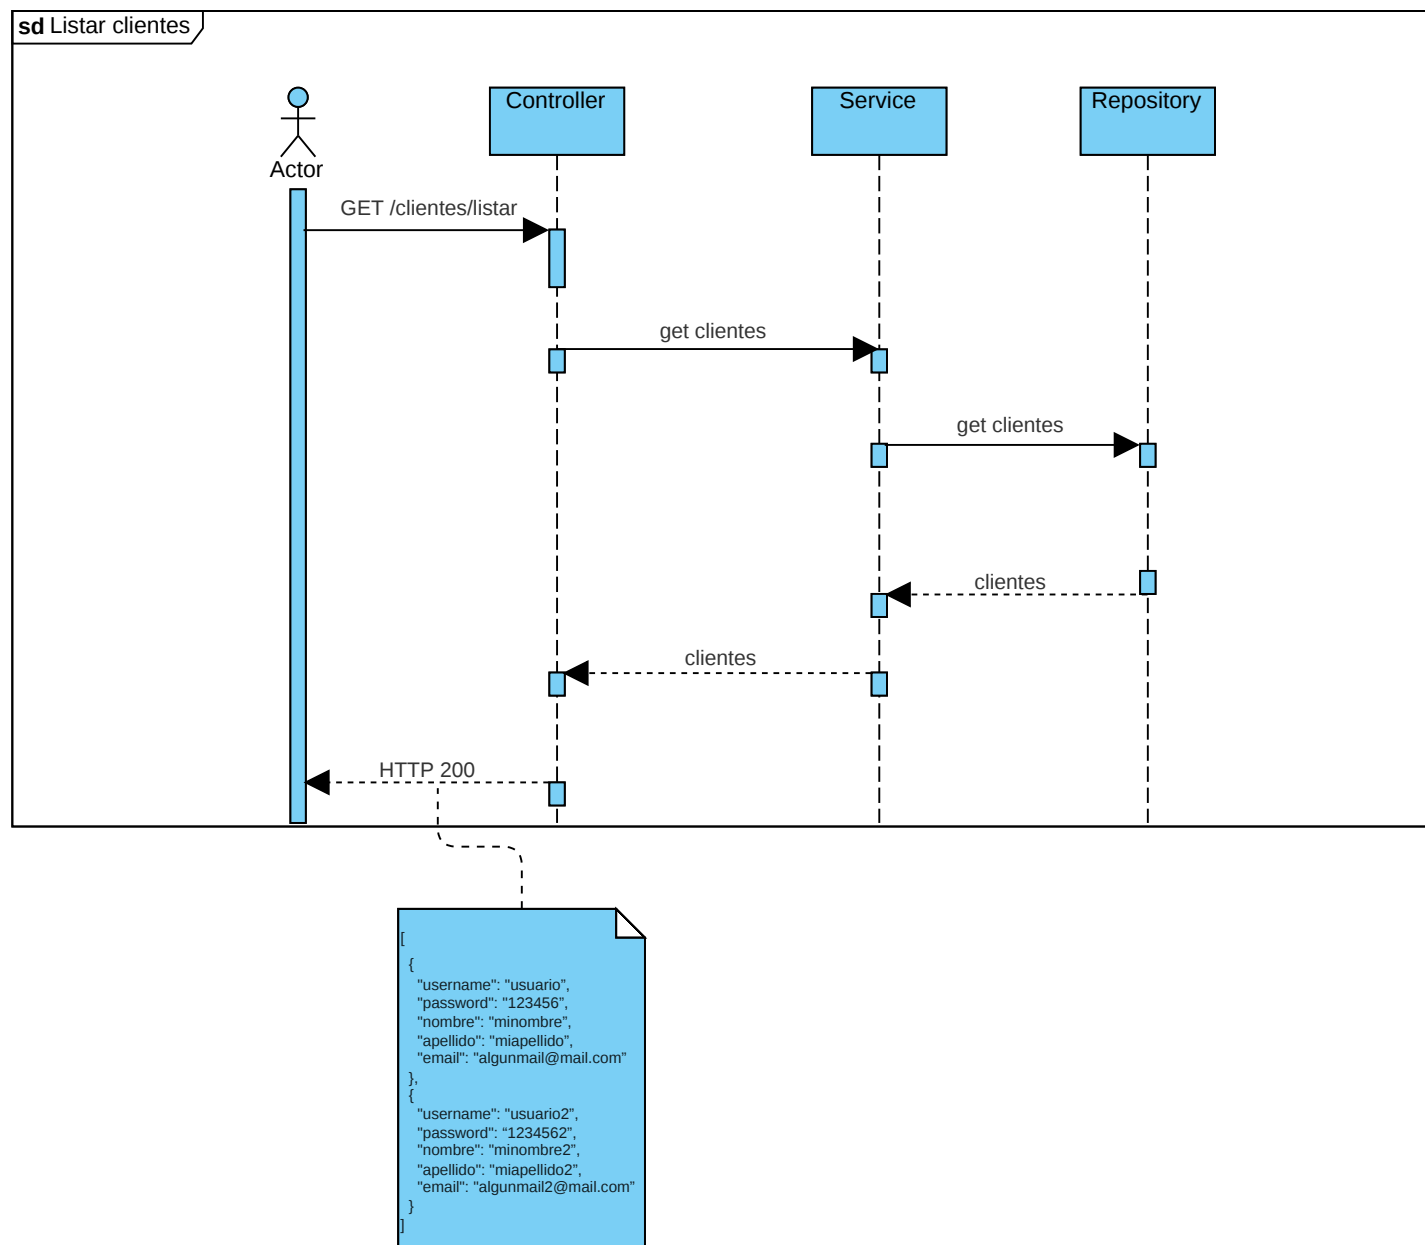 sd Listar clientes
Controller
Service
Repository
Actor
GET /clientes/listar
get clientes
get clientes
clientes
clientes
HTTP 200
[
{
"username": "usuario”,
"password": "123456”,
"nombre": "minombre”,
"apellido": "miapellido”,
"email": "algunmail@mail.com”
},
{
"username": "usuario2”,
"password": “1234562”,
"nombre": "minombre2”,
"apellido": "miapellido2”,
"email": "algunmail2@mail.com”
}
]